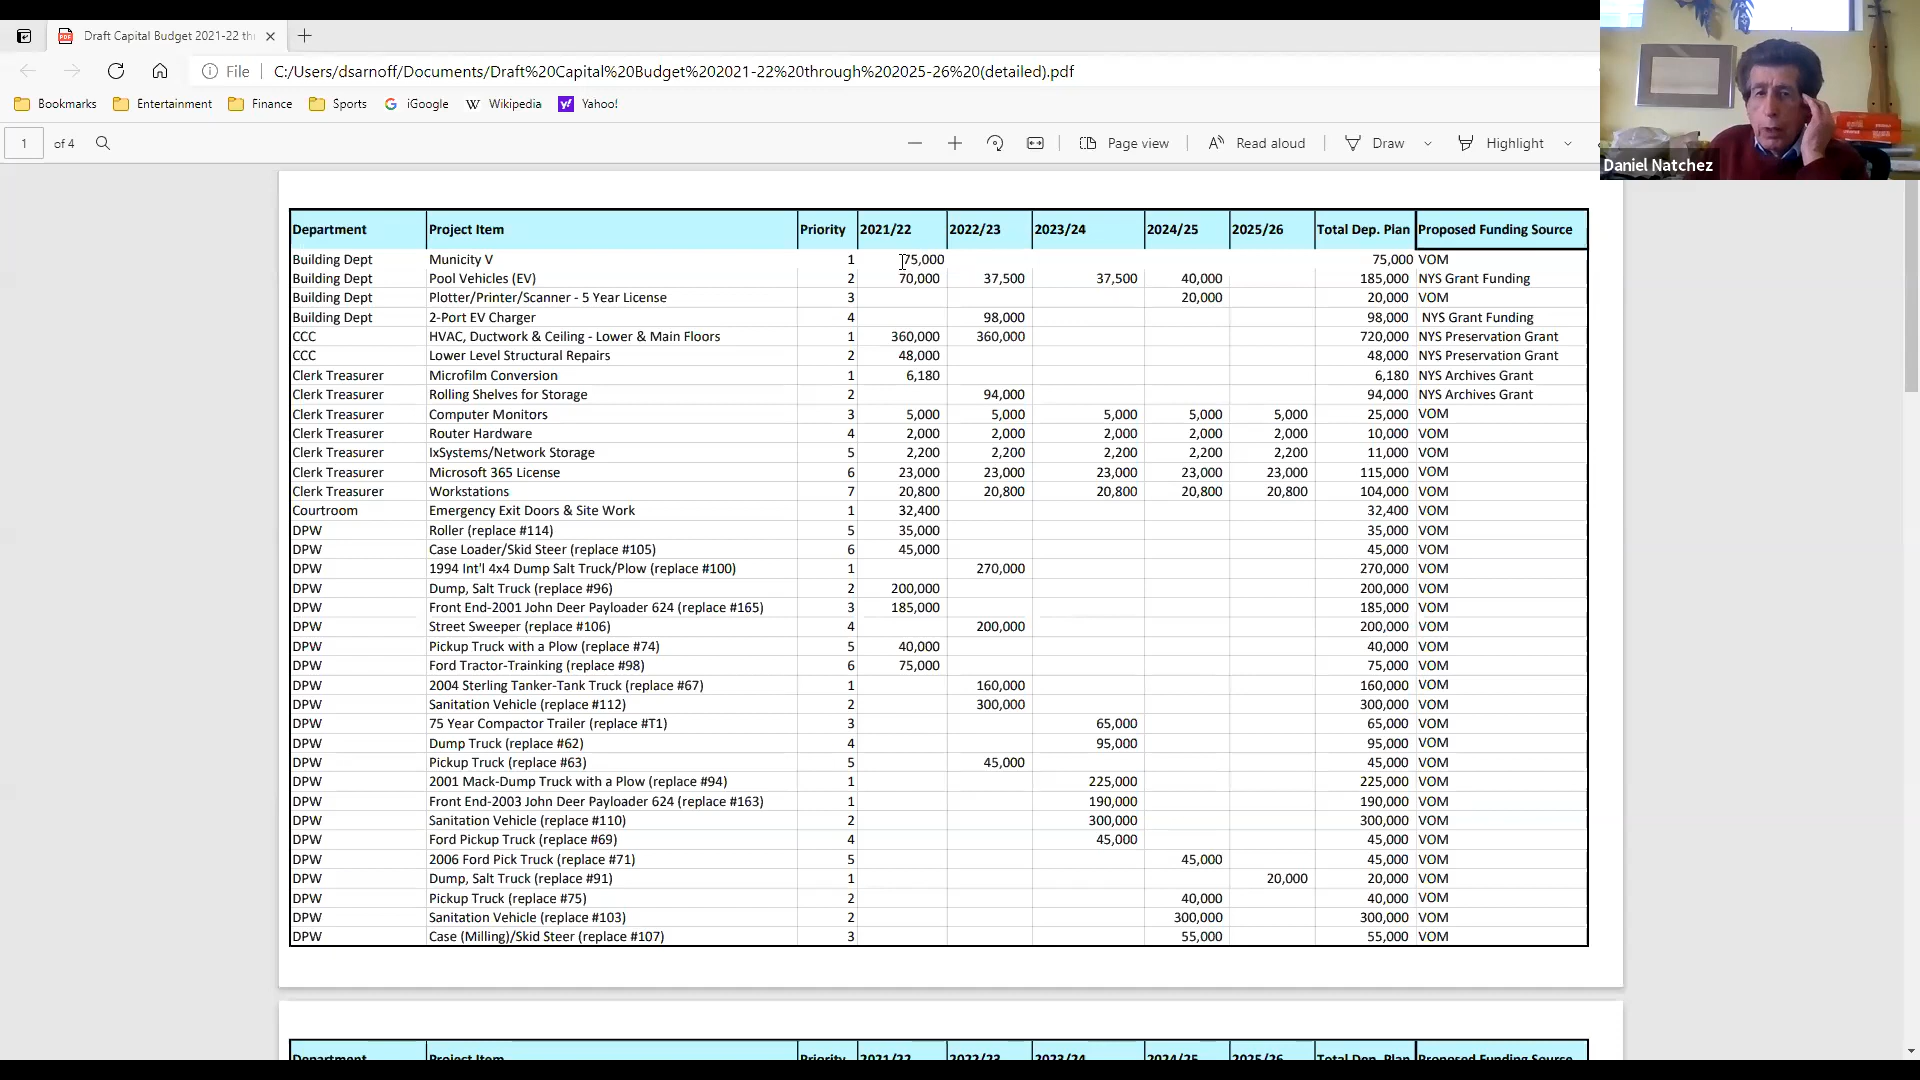 Draft Capital Budget 2021-22 th
File C:/Users/dsarnoff/Documents/Draft%20Capital%20Budget%202021-22%20through%202025-26%20(detailed).pdf
Bookmarks Entertainment Finance Sports iGoogle Wikipedia Yahoo!
1 of 4 Page view Read aloud Draw Highlight
Daniel Natchez
Department Project Item Priority 2021/22 2022/23 2023/24 2024/25 2025/26 Total Dep. Plan Proposed Funding Source
Building Dept Municity V 1 75,000 75,000 VOM
Building Dept Pool Vehicles (EV) 2 70,000 37,500 37,500 40,000 185,000 NYS Grant Funding
Building Dept Plotter/Printer/Scanner - 5 Year License 3 20,000 20,000 VOM
Building Dept 2-Port EV Charger 4 98,000 98,000 NYS Grant Funding
CCC HVAC, Ductwork & Ceiling - Lower & Main Floors 1 360,000 360,000 720,000 NYS Preservation Grant
CCC Lower Level Structural Repairs 2 48,000 48,000 NYS Preservation Grant
Clerk Treasurer Microfilm Conversion 1 6,180 6,180 NYS Archives Grant
Clerk Treasurer Rolling Shelves for Storage 2 94,000 94,000 NYS Archives Grant
Clerk Treasurer Computer Monitors 3 5,000 5,000 5,000 5,000 5,000 25,000 VOM
Clerk Treasurer Router Hardware 4 2,000 2,000 2,000 2,000 2,000 10,000 VOM
Clerk Treasurer IxSystems/Network Storage 5 2,200 2,200 2,200 2,200 2,200 11,000 VOM
Clerk Treasurer Microsoft 365 License 6 23,000 23,000 23,000 23,000 23,000 115,000 VOM
Clerk Treasurer Workstations 7 20,800 20,800 20,800 20,800 20,800 104,000 VOM
Courtroom Emergency Exit Doors & Site Work 1 32,400 32,400 VOM
DPW Roller (replace #114) 5 35,000 35,000 VOM
DPW Case Loader/Skid Steer (replace #105) 6 45,000 45,000 VOM
DPW 1994 Int'l 4x4 Dump Salt Truck/Plow (replace #100) 1 270,000 270,000 VOM
DPW Dump, Salt Truck (replace #96) 2 200,000 200,000 VOM
DPW Front End-2001 John Deer Payloader 624 (replace #165) 3 185,000 185,000 VOM
DPW Street Sweeper (replace #106) 4 200,000 200,000 VOM
DPW Pickup Truck with a Plow (replace #74) 5 40,000 40,000 VOM
DPW Ford Tractor-Trainking (replace #98) 6 75,000 75,000 VOM
DPW 2004 Sterling Tanker-Tank Truck (replace #67) 1 160,000 160,000 VOM
DPW Sanitation Vehicle (replace #112) 2 300,000 300,000 VOM
DPW 75 Year Compactor Trailer (replace #T1) 3 65,000 65,000 VOM
DPW Dump Truck (replace #62) 4 95,000 95,000 VOM
DPW Pickup Truck (replace #63) 5 45,000 45,000 VOM
DPW 2001 Mack-Dump Truck with a Plow (replace #94) 1 225,000 225,000 VOM
DPW Front End-2003 John Deer Payloader 624 (replace #163) 1 190,000 190,000 VOM
DPW Sanitation Vehicle (replace #110) 2 300,000 300,000 VOM
DPW Ford Pickup Truck (replace #69) 4 45,000 45,000 VOM
DPW 2006 Ford Pick Truck (replace #71) 5 45,000 45,000 VOM
DPW Dump, Salt Truck (replace #91) 1 20,000 20,000 VOM
DPW Pickup Truck (replace #75) 2 40,000 40,000 VOM
DPW Sanitation Vehicle (replace #103) 2 300,000 300,000 VOM
DPW Case (Milling)/Skid Steer (replace #107) 3 55,000 55,000 VOM
Department Project Item Priority 2021/22 2022/23 2023/24 2024/25 2025/26 Total Dep. Plan Proposed Funding Source